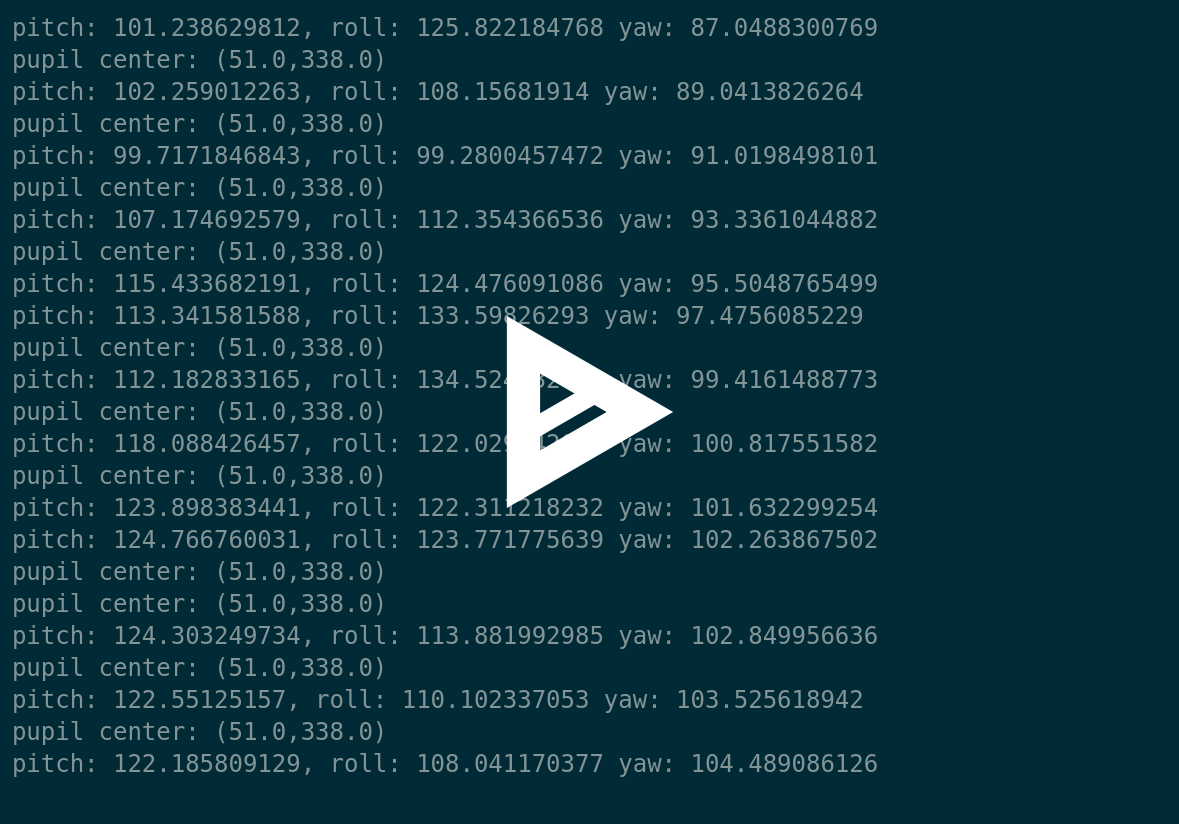 pitch: 101.238629812, roll: 125.822184768 yaw: 87.0488300769
pupil center: (51.0,338.0)
pitch: 102.259012263, roll: 108.15681914 yaw: 89.0413826264
pupil center: (51.0,338.0)
pitch: 99.7171846843, roll: 99.2800457472 yaw: 91.0198498101
pupil center: (51.0,338.0)
pitch: 107.174692579, roll: 112.354366536 yaw: 93.3361044882
pupil center: (51.0,338.0)
pitch: 115.433682191, roll: 124.476091086 yaw: 95.5048765499
pitch: 113.341581588, roll: 133.59826293 yaw: 97.4756085229
pupil center: (51.0,338.0)
pitch: 112.182833165, roll: yaw: 99.4161488773
pupil center: (51.0,338.0)
pitch: 118.088426457, roll: yaw: 100.817551582
pupil center: (51.0,338.0)
pitch: 123.898383441, roll: 122.311218232 yaw: 101.632299254
pitch: 124.766760031, roll: 123.771775639 yaw: 102.263867502
pupil center: (51.0,338.0)
pupil center: (51.0,338.0)
pitch: 124.303249734, roll: 113.881992985 yaw: 102.849956636
pupil center: (51.0,338.0)
pitch: 122.55125157, roll: 110.102337053 yaw: 103.525618942
pupil center: (51.0,338.0)
pitch: 122.185809129, roll: 108.041170377 yaw: 104.489086126